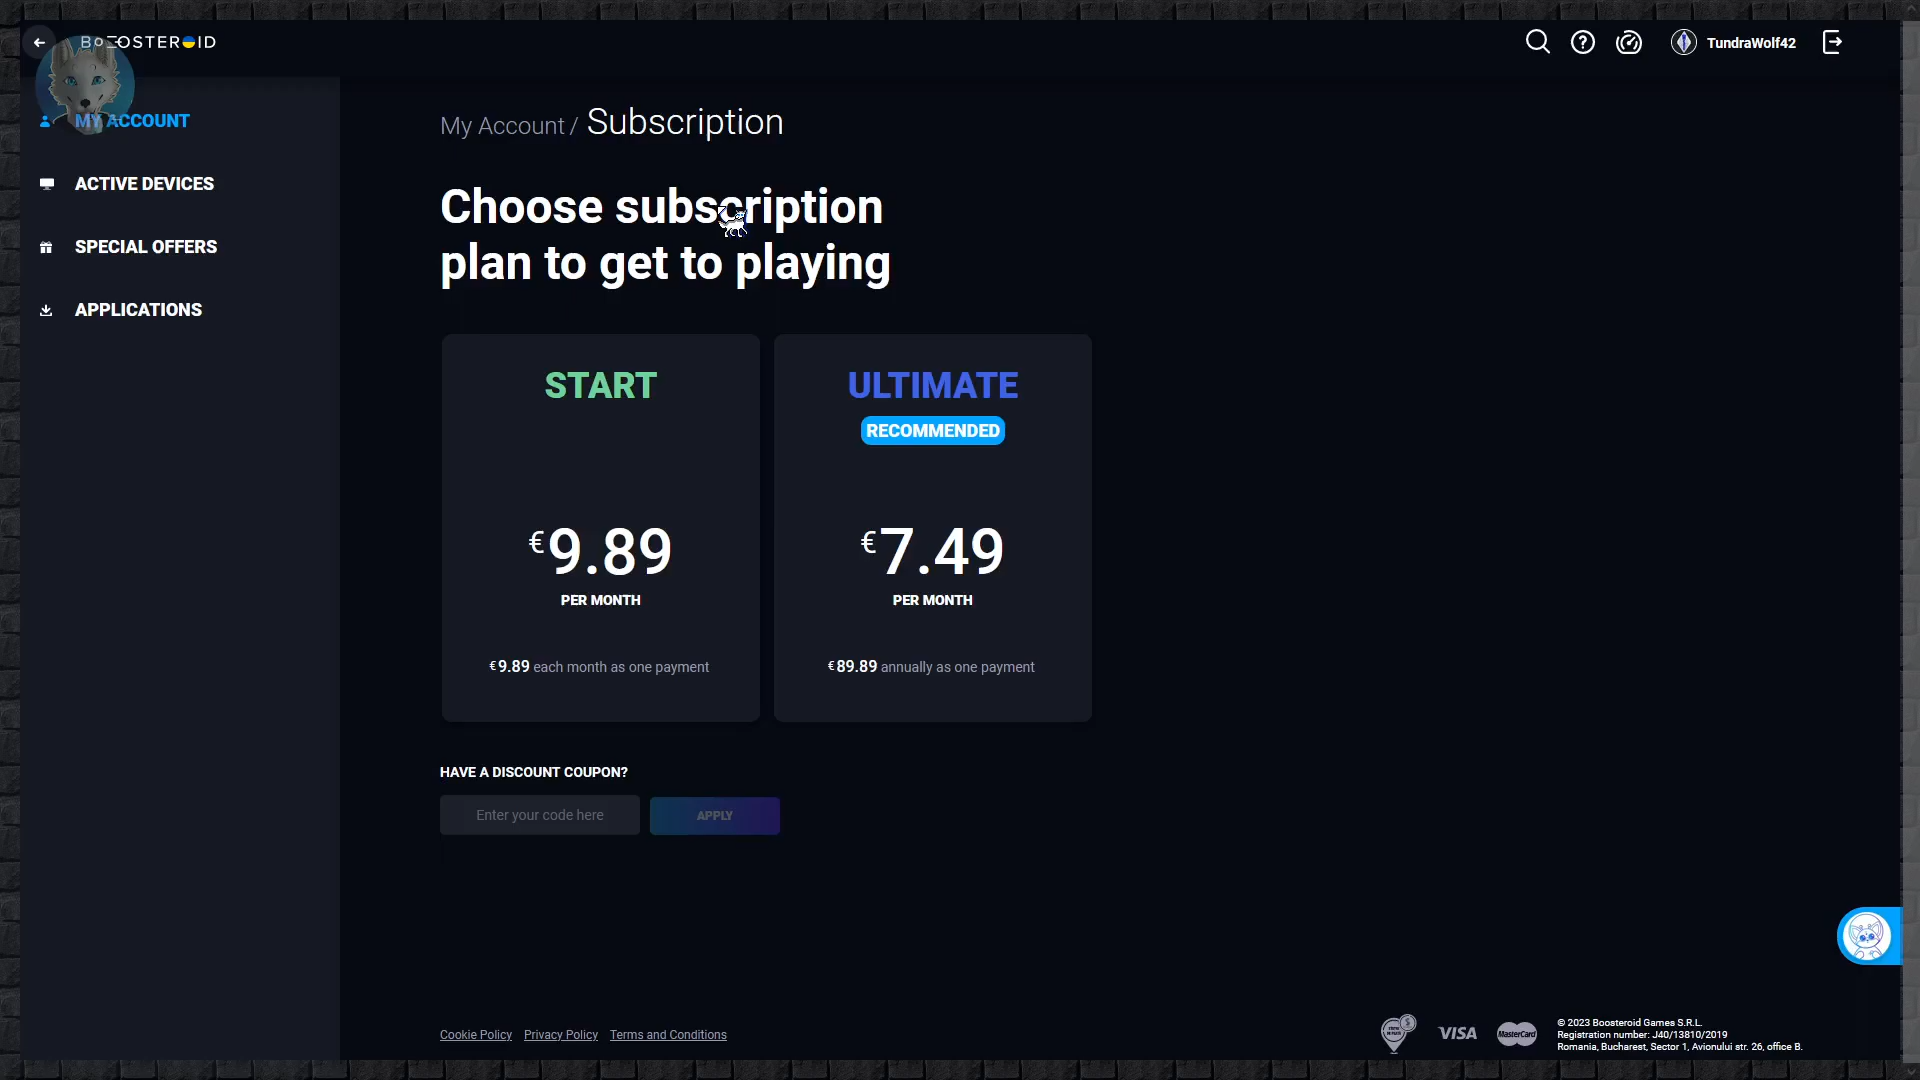 BOOSTEROID
TundraWolf42
MY ACCOUNT
ACTIVE DEVICES
SPECIAL OFFERS
APPLICATIONS
My Account / Subscription
Choose subscription
plan to get to playing
START
€9.89
PER MONTH
€9.89 each month as one payment
ULTIMATE
RECOMMENDED
€7.49
PER MONTH
€89.89 annually as one payment
HAVE A DISCOUNT COUPON?
Enter your code here
APPLY
Cookie Policy Privacy Policy Terms and Conditions
VISA
MasterCard
© 2023 Boosteroid Games S.R.L.
Registration number: J40/13810/2019
Romania, Bucharest, Sector 1, Avionului str. 26, office B.